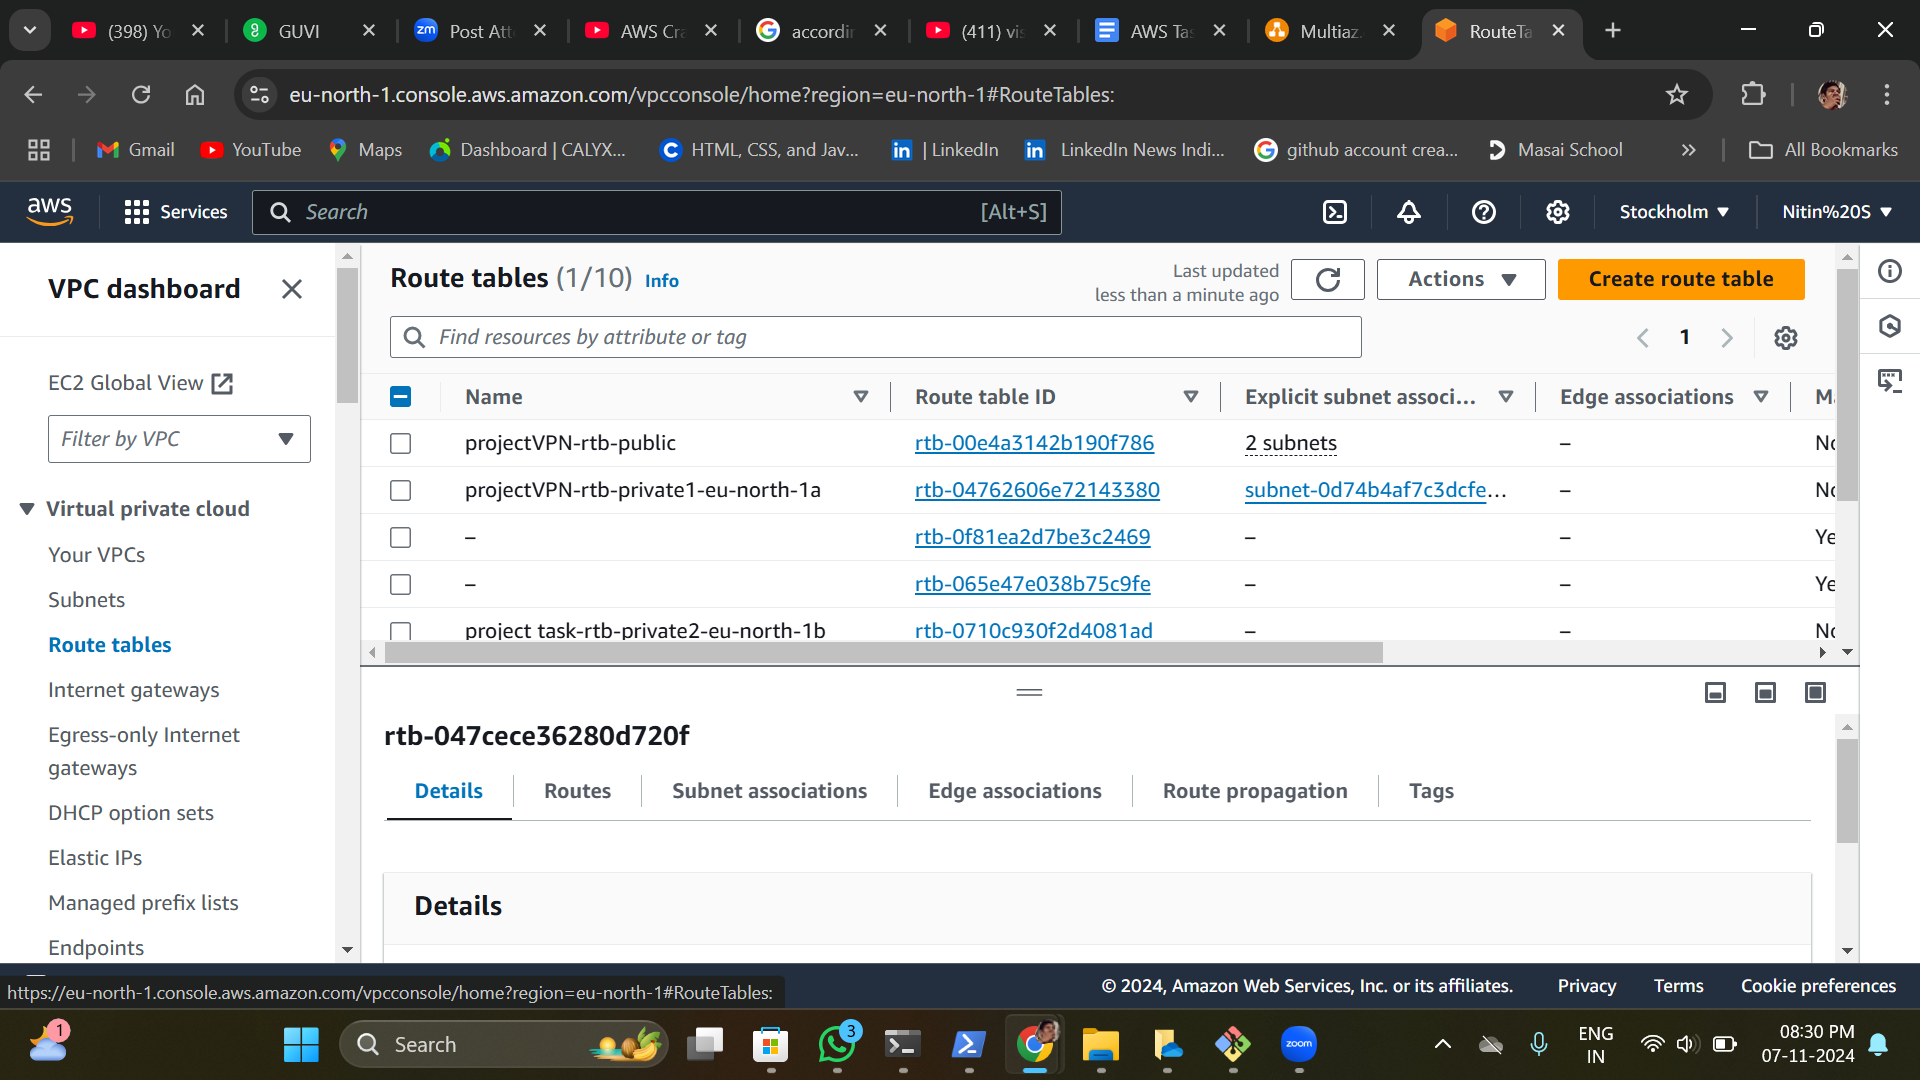 (398) Yo
GUVI
zm
Post Att
AWS Cra
accordin
(411) vis
AWS Tas
Multiaz.
RouteTa
eu-north-1.console.aws.amazon.com/vpcconsole/home?region=eu-north-1#RouteTables:
Gmail
YouTube
Maps
Dashboard | CALYX...
HTML, CSS, and Jav...
| LinkedIn
LinkedIn News Indi...
github account crea...
Masai School
All Bookmarks
aws
Services
Search
[Alt+S]
Stockholm
Nitin%20S
VPC dashboard
EC2 Global View
Filter by VPC
Virtual private cloud
Your VPCs
Subnets
Route tables
Internet gateways
Egress-only Internet
gateways
DHCP option sets
Elastic IPs
Managed prefix lists
Endpoints
Route tables (1/10) Info
Last updated
less than a minute ago
Actions
Create route table
Find resources by attribute or tag
1
Name Route table ID Explicit subnet associ... Edge associations
projectVPN-rtb-public rtb-00e4a3142b190f786 2 subnets – No
projectVPN-rtb-private1-eu-north-1a rtb-04762606e72143380 subnet-0d74b4af7c3dcfe... – No
– rtb-0f81ea2d7be3c2469 – – Ye
– rtb-065e47e038b75c9fe – – Ye
project task-rtb-private2-eu-north-1b rtb-0710c930f2d4081ad – – No
rtb-047cece36280d720f
Details
Routes
Subnet associations
Edge associations
Route propagation
Tags
Details
https://eu-north-1.console.aws.amazon.com/vpcconsole/home?region=eu-north-1#RouteTables:
© 2024, Amazon Web Services, Inc. or its affiliates.
Privacy
Terms
Cookie preferences
1
Search
3
zoom
ENG
IN
08:30 PM
07-11-2024